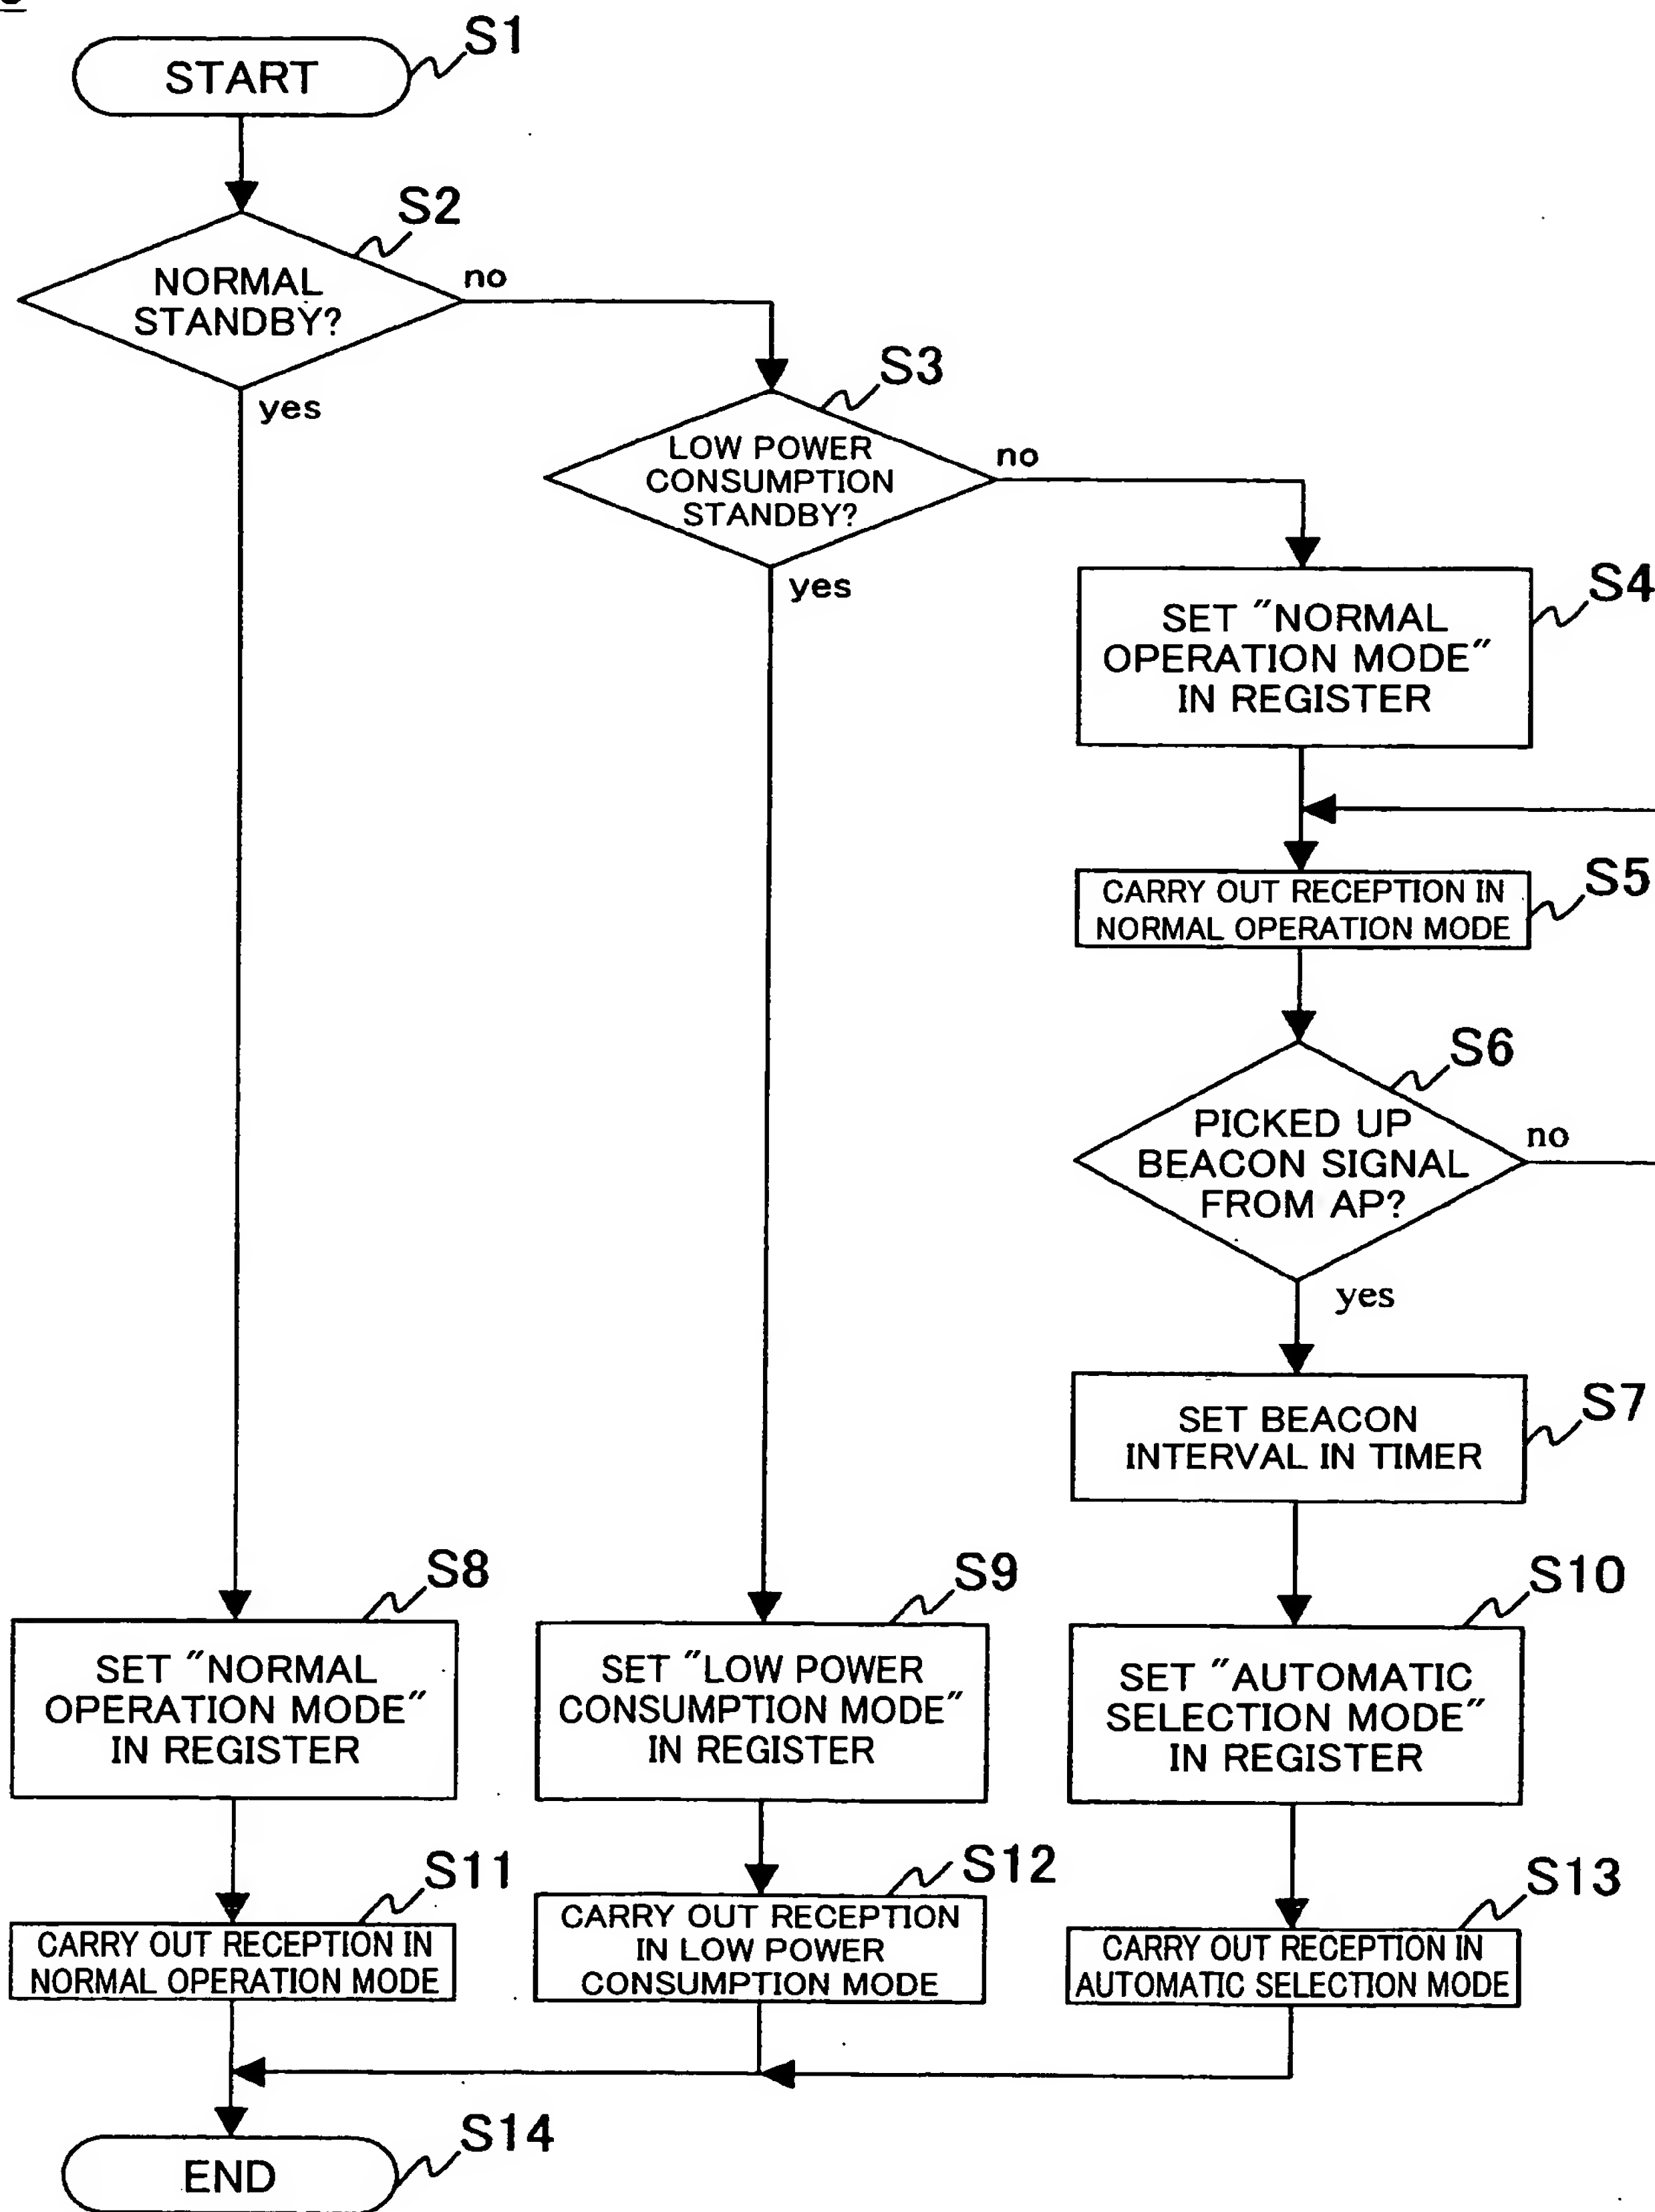 START
S1
S2
NORMAL
STANDBY?
no
yes
S3
LOW POWER
CONSUMPTION
STANDBY?
no
yes
S4
SET "NORMAL
OPERATION MODE"
IN REGISTER
S5
CARRY OUT RECEPTION IN
NORMAL OPERATION MODE
S6
PICKED UP
BEACON SIGNAL
FROM AP?
no
yes
S7
SET BEACON
INTERVAL IN TIMER
S8
SET "NORMAL
OPERATION MODE"
IN REGISTER
S9
SET "LOW POWER
CONSUMPTION MODE"
IN REGISTER
S10
SET "AUTOMATIC
SELECTION MODE"
IN REGISTER
S11
CARRY OUT RECEPTION IN
NORMAL OPERATION MODE
S12
CARRY OUT RECEPTION
IN LOW POWER
CONSUMPTION MODE
S13
CARRY OUT RECEPTION IN
AUTOMATIC SELECTION MODE
END
S14